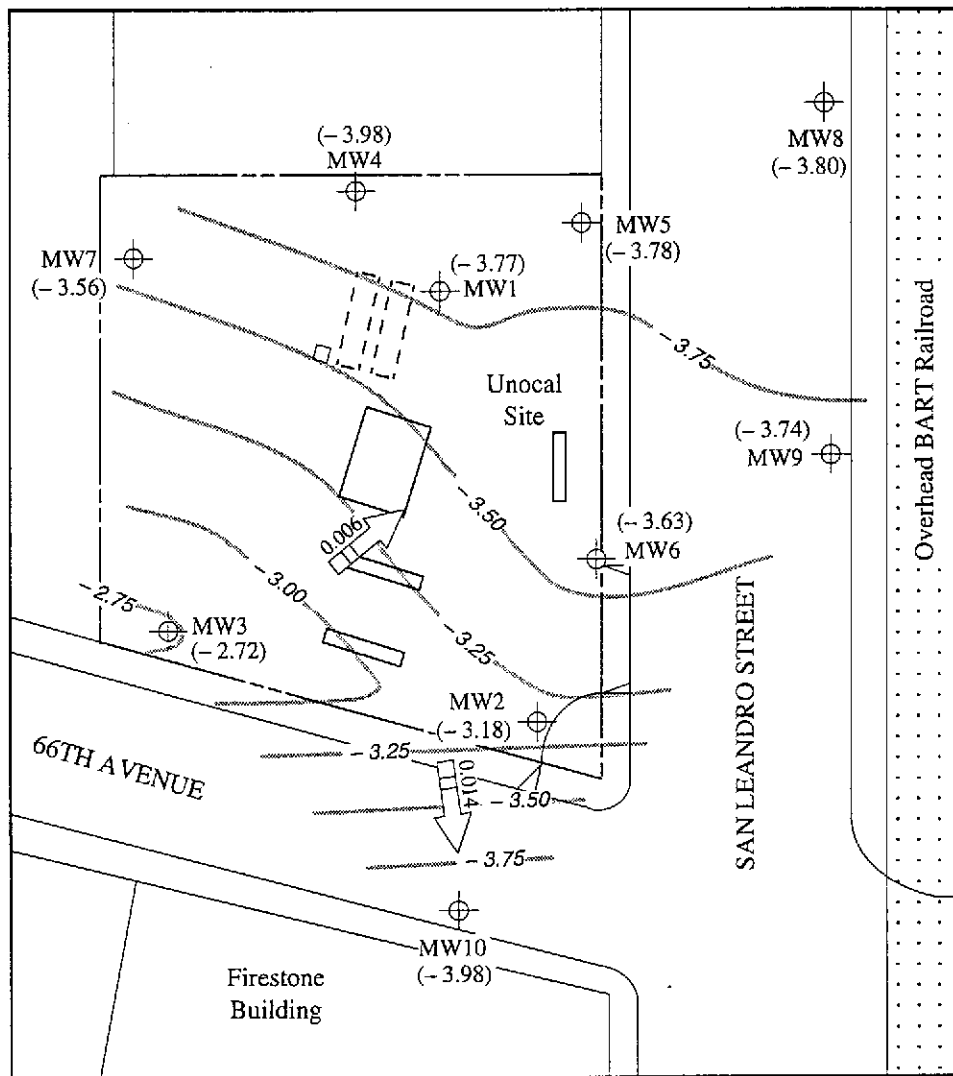 (- 3.98)
MW4
MW8
(- 3.80)
MW5
(- 3.78)
MW7
(- 3.56)
(- 3.77)
MW1
- 3.75
Unocal
Site
(- 3.74)
MW9
Overhead BART Railroad
- 3.50
(- 3.63)
MW6
0.006
- 3.00
- 2.75
MW3
(- 2.72)
- 3.25
MW2
(- 3.18)
SAN LEANDRO STREET
66TH AVENUE
- 3.25
0.014
- 3.50
- 3.75
MW10
(- 3.98)
Firestone
Building